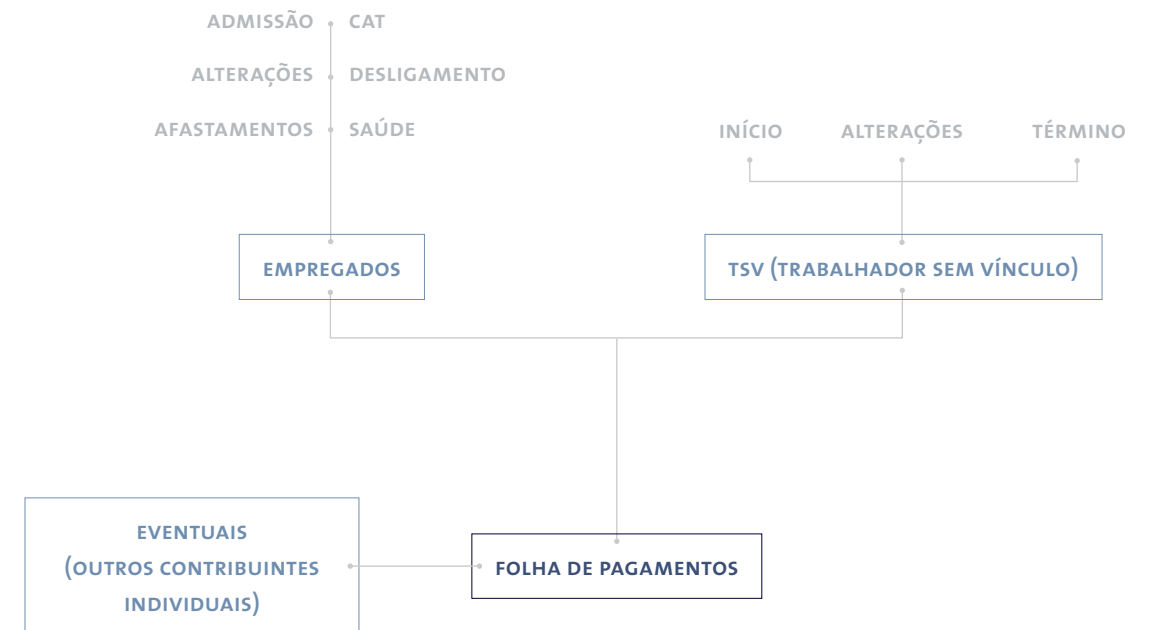 ADMISSÃO CAT
ALTERAÇÕES DESLIGAMENTO
AFASTAMENTOS SAÚDE
INÍCIO ALTERAÇÕES TÉRMINO
EMPREGADOS
TSV (TRABALHADOR SEM VÍNCULO)
EVENTUAIS
(OUTROS CONTRIBUINTES
INDIVIDUAIS)
FOLHA DE PAGAMENTOS